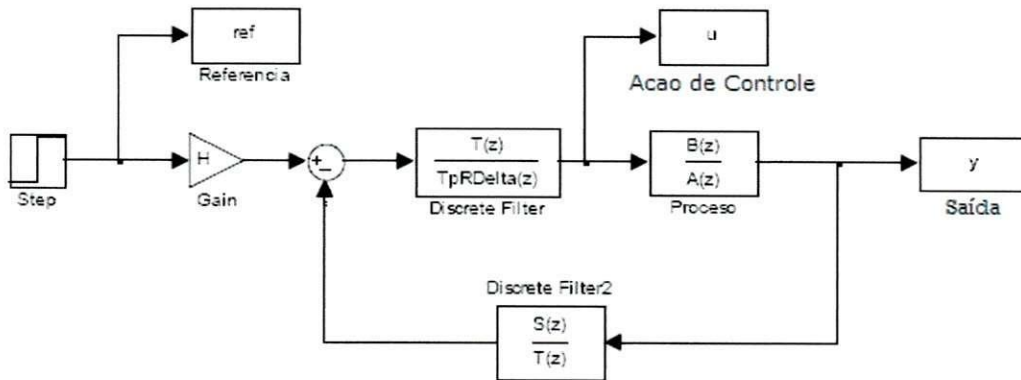 ref
Referencia
u
Acao de Controle
Step
H
Gain
+
−
T(z)
TpRDelta(z)
Discrete Filter
B(z)
A(z)
Proceso
y
Saída
Discrete Filter2
S(z)
T(z)